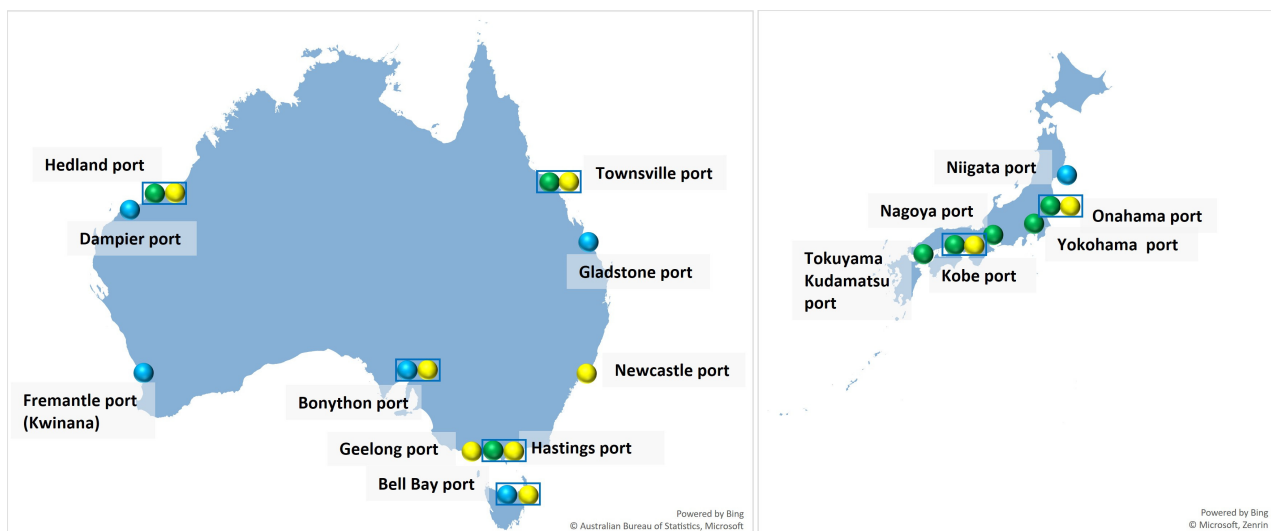 Hedland port
Dampier port
Townsville port
Gladstone port
Fremantle port
(Kwinana)
Bonython port
Newcastle port
Geelong port
Hastings port
Bell Bay port
Powered by Bing
© Australian Bureau of Statistics, Microsoft
Niigata port
Nagoya port
Onahama port
Yokohama  port
Tokuyama
Kudamatsu
port
Kobe port
Powered by Bing
© Microsoft, Zenrin